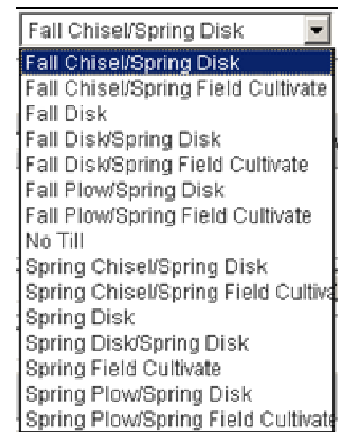 Fall Chisel/Spring Disk
Fall Chisel/Spring Disk
Fall Chisel/Spring Field Cultivate
Fall Disk
Fall Disk/Spring Disk
Fall Disk/Spring Field Cultivate
Fall Plow/Spring Disk
Fall Plow/Spring Field Cultivate
No Till
Spring Chisel/Spring Disk
Spring Chisel/Spring Field Cultiva
Spring Disk
Spring Disk/Spring Disk
Spring Field Cultivate
Spring Plow/Spring Disk
Spring Plow/Spring Field Cultivate